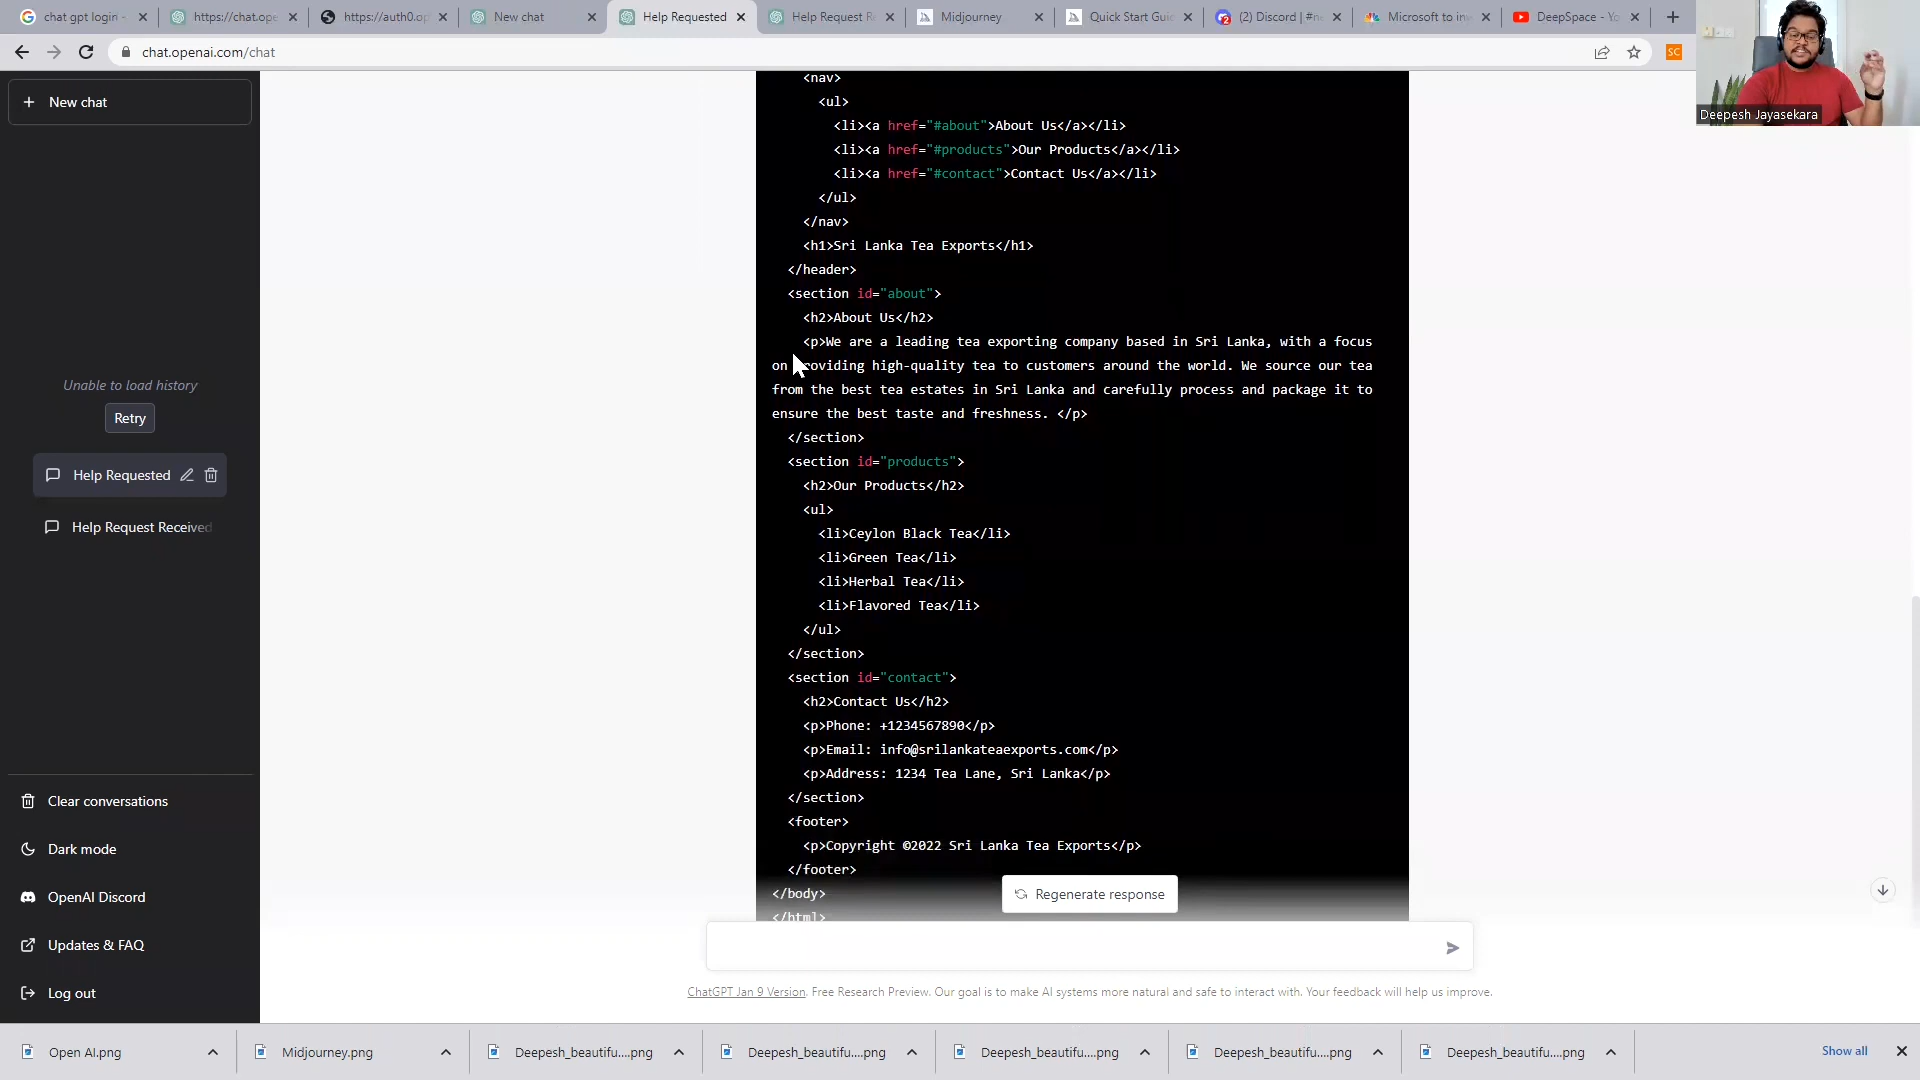 chat gpt login -
https://chat.ope
https://auth0.op
New chat
Help Requested
Help Request Re
Midjourney
Quick Start Guid
(2) Discord | #ne
Microsoft to inv
DeepSpace - Yo
chat.openai.com/chat
SC
Deepesh Jayasekara
New chat
Unable to load history
Retry
Help Requested
Help Request Received
Clear conversations
Dark mode
OpenAI Discord
Updates & FAQ
Log out
<nav>
<ul>
<li><a href="#about">About Us</a></li>
<li><a href="#products">Our Products</a></li>
<li><a href="#contact">Contact Us</a></li>
</ul>
</nav>
<h1>Sri Lanka Tea Exports</h1>
</header>
<section id="about">
<h2>About Us</h2>
<p>We are a leading tea exporting company based in Sri Lanka, with a focus
on providing high-quality tea to customers around the world. We source our tea
from the best tea estates in Sri Lanka and carefully process and package it to
ensure the best taste and freshness. </p>
</section>
<section id="products">
<h2>Our Products</h2>
<ul>
<li>Ceylon Black Tea</li>
<li>Green Tea</li>
<li>Herbal Tea</li>
<li>Flavored Tea</li>
</ul>
</section>
<section id="contact">
<h2>Contact Us</h2>
<p>Phone: +1234567890</p>
<p>Email: info@srilankateaexports.com</p>
<p>Address: 1234 Tea Lane, Sri Lanka</p>
</section>
<footer>
<p>Copyright ©2022 Sri Lanka Tea Exports</p>
</footer>
</body>
</html>
Regenerate response
ChatGPT Jan 9 Version. Free Research Preview. Our goal is to make AI systems more natural and safe to interact with. Your feedback will help us improve.
Open AI.png
Midjourney.png
Deepesh_beautifu....png
Deepesh_beautifu....png
Deepesh_beautifu....png
Deepesh_beautifu....png
Deepesh_beautifu....png
Show all